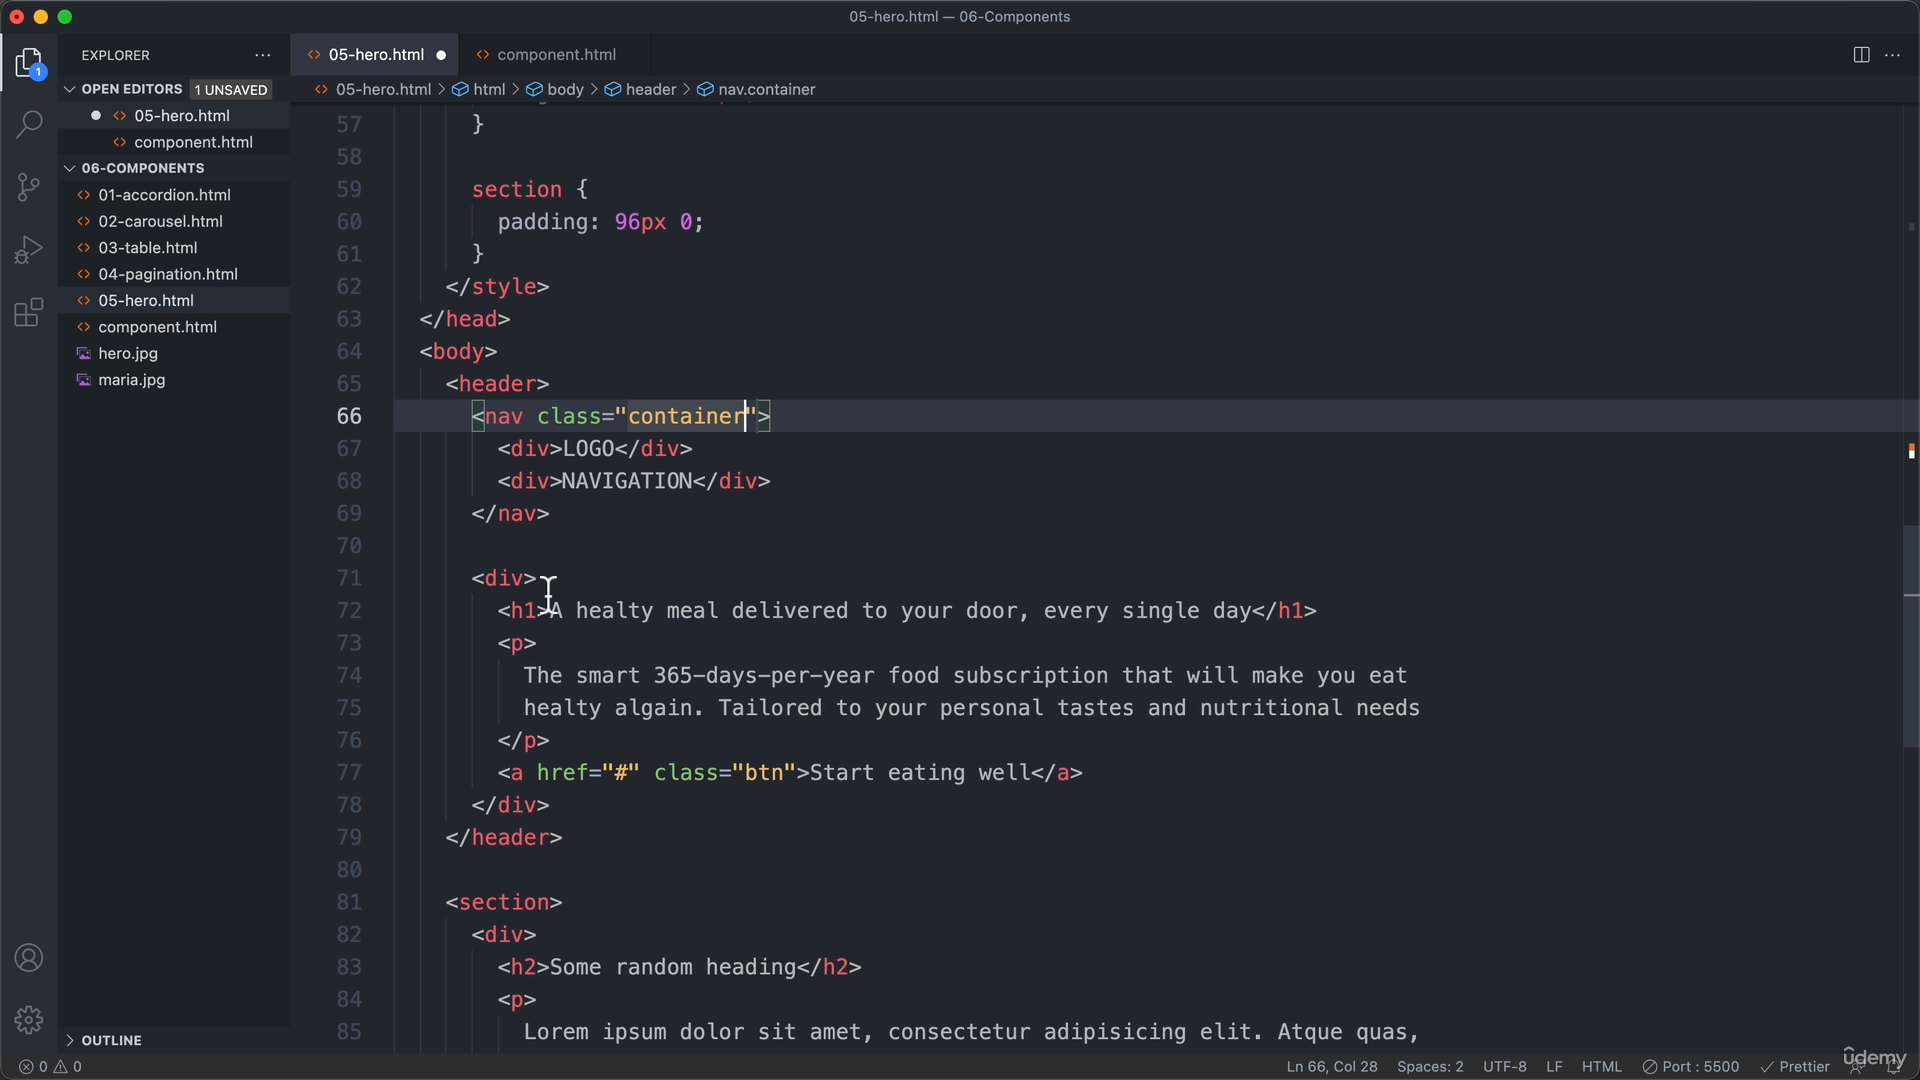 05-hero.html — 06-Components
EXPLORER
05-hero.html
component.html
OPEN EDITORS 1 UNSAVED
05-hero.html > html > body > header > nav.container
1
05-hero.html
component.html
06-COMPONENTS
01-accordion.html
02-carousel.html
03-table.html
04-pagination.html
05-hero.html
component.html
hero.jpg
maria.jpg
57 }
58
59 section {
60 padding: 96px 0;
61 }
62 </style>
63 </head>
64 <body>
65 <header>
66 <nav class="container">
67 <div>LOGO</div>
68 <div>NAVIGATION</div>
69 </nav>
70
71 <div>
72 <h1>A healty meal delivered to your door, every single day</h1>
73 <p>
74 The smart 365-days-per-year food subscription that will make you eat
75 healty algain. Tailored to your personal tastes and nutritional needs
76 </p>
77 <a href="#" class="btn">Start eating well</a>
78 </div>
79 </header>
80
81 <section>
82 <div>
83 <h2>Some random heading</h2>
84 <p>
85 Lorem ipsum dolor sit amet, consectetur adipisicing elit. Atque quas,
OUTLINE
0 0
Ln 66, Col 28 Spaces: 2 UTF-8 LF HTML Port : 5500 Prettier
ûdemy